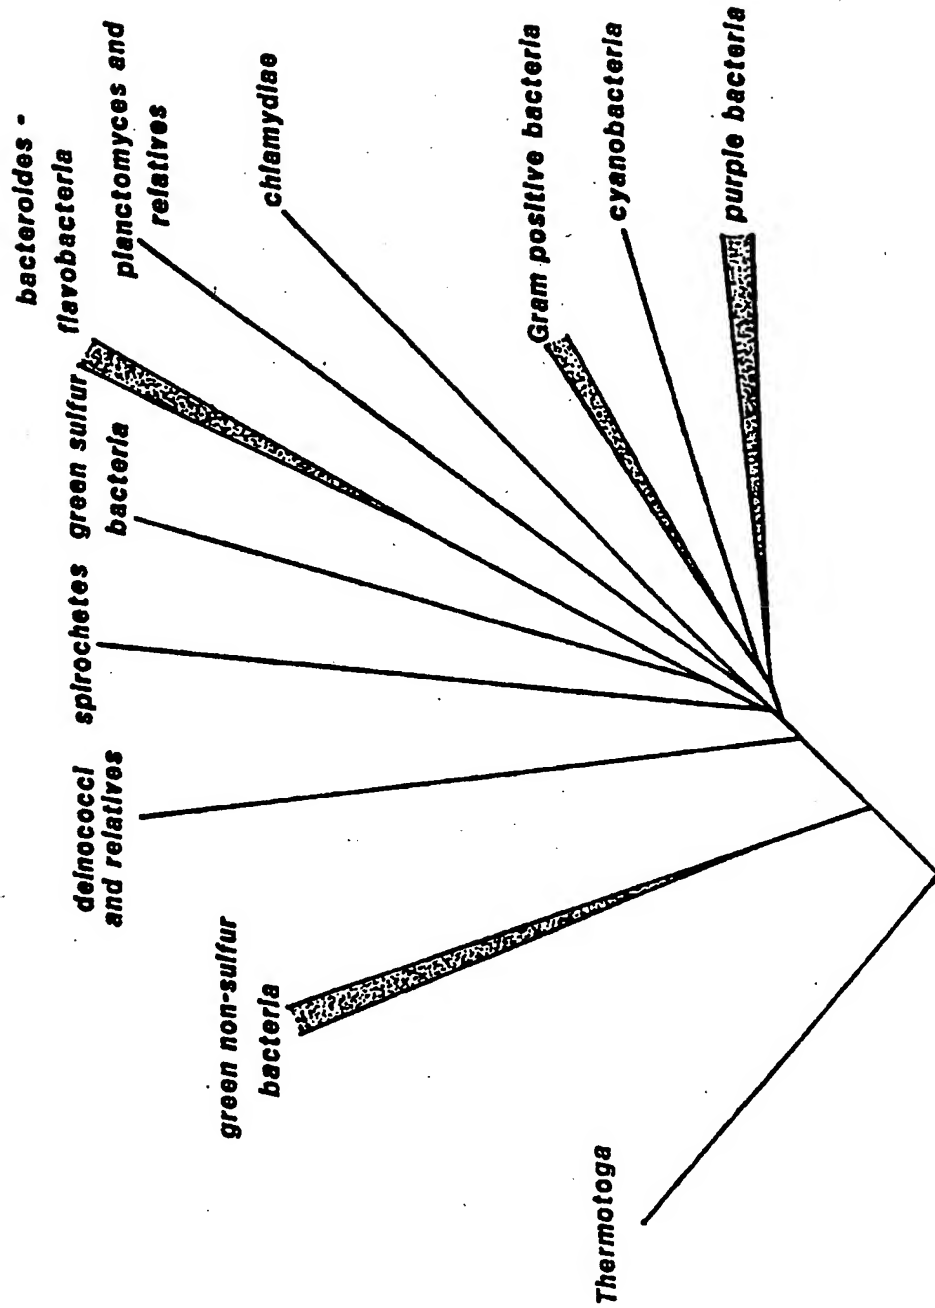 Thermotoga
green non-sulfur
bacteria
deinococci
and relatives
spirochetes
green sulfur
bacteria
bacteroides -
flavobacteria
planctomyces and
relatives
chlamydiae
Gram positive bacteria
cyanobacteria
purple bacteria